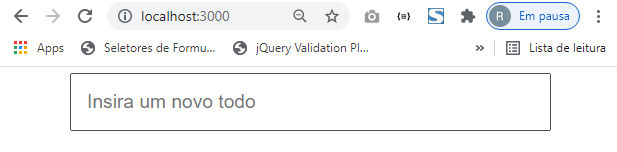 localhost:3000
R Em pausa
Apps Seletores de Formu... jQuery Validation Pl... » Lista de leitura
Insira um novo todo